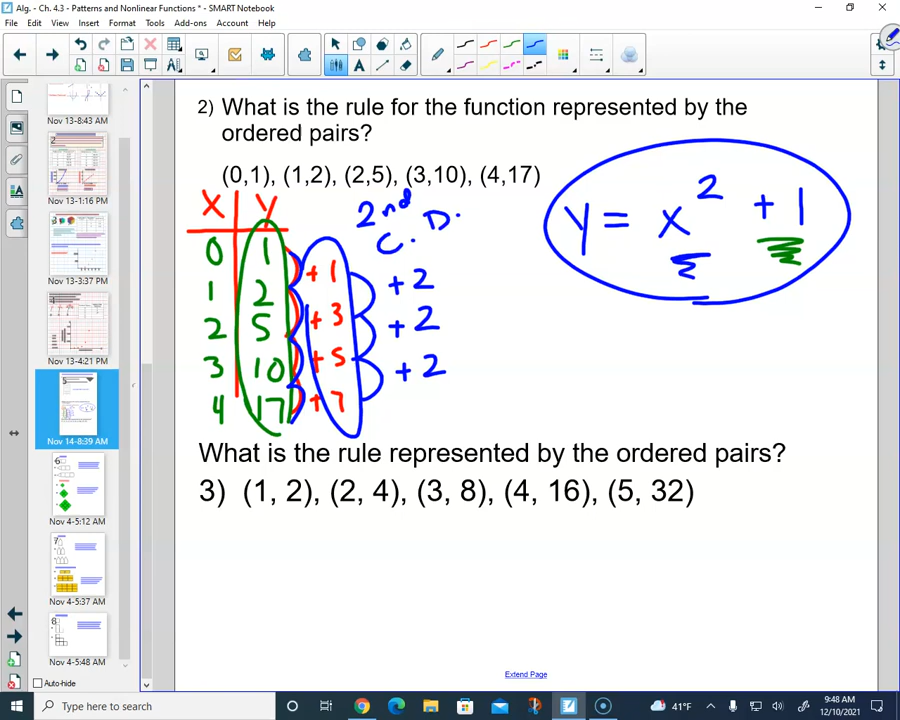 Alg. - Ch. 4.3 - Patterns and Nonlinear Functions * - SMART Notebook
File Edit View Insert Format Tools Add-ons Account Help
Nov 13-8:43 AM
Nov 13-1:16 PM
Nov 13-3:37 PM
Nov 13-4:21 PM
Nov 14-8:39 AM
Nov 4-5:12 AM
Nov 4-5:37 AM
Nov 4-5:48 AM
Auto-hide
2) What is the rule for the function represented by the
ordered pairs?
(0,1), (1,2), (2,5), (3,10), (4,17)
X Y
0 1
1 2
2 5
3 10
4 17
+ 1
+ 3
+ 5
+ 7
2nd
C. D.
+ 2
+ 2
+ 2
y = x² + 1
What is the rule represented by the ordered pairs?
3) (1, 2), (2, 4), (3, 8), (4, 16), (5, 32)
Extend Page
Type here to search
41°F
9:48 AM
12/10/2021